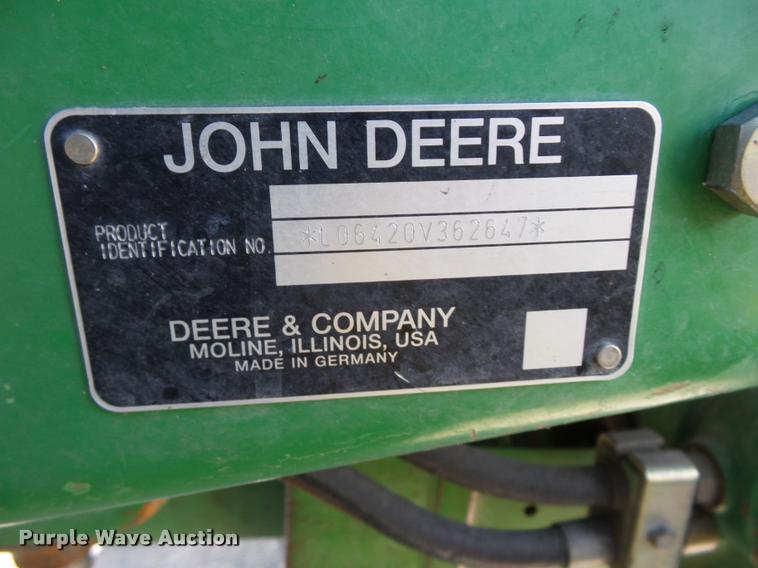 JOHN DEERE
PRODUCT
IDENTIFICATION NO.
*L06420V362647*
DEERE & COMPANY
MOLINE, ILLINOIS, USA
MADE IN GERMANY
Purple Wave Auction